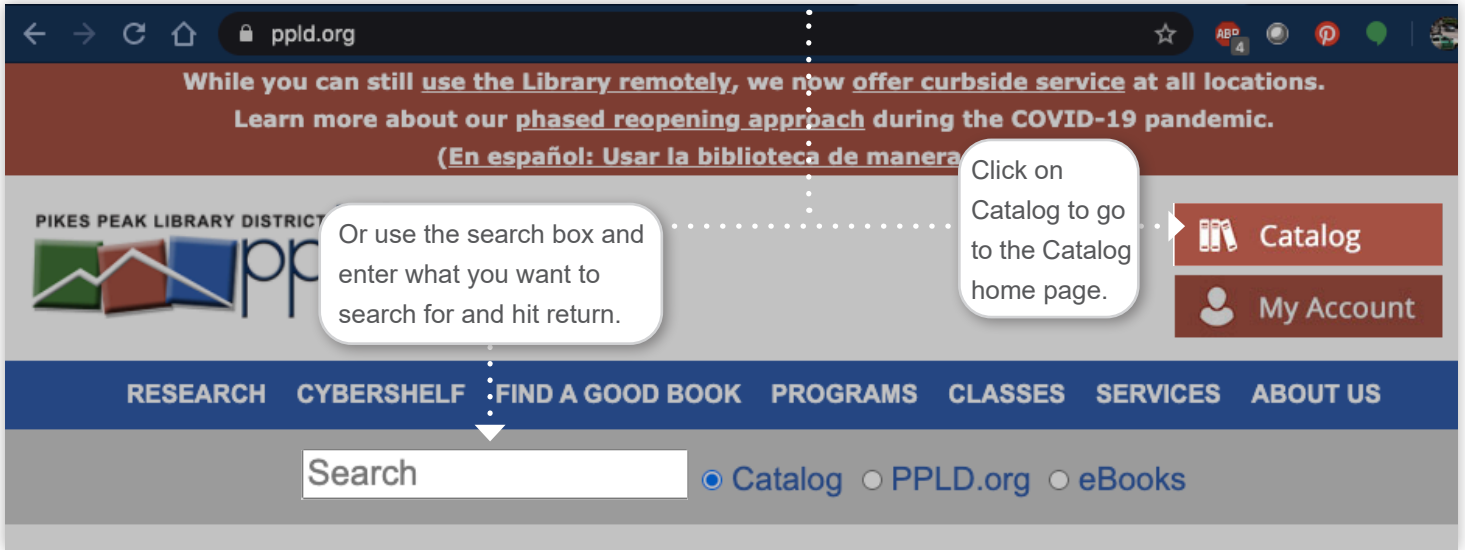 ppld.org
ABP
4
While you can still use the Library remotely, we now offer curbside service at all locations.
Learn more about our phased reopening approach during the COVID-19 pandemic.
(En español: Usar la biblioteca de manera
PIKES PEAK LIBRARY DISTRICT
pp
Or use the search box and
enter what you want to
search for and hit return.
Click on
Catalog to go
to the Catalog
home page.
Catalog
My Account
RESEARCH CYBERSHELF FIND A GOOD BOOK PROGRAMS CLASSES SERVICES ABOUT US
Search Catalog PPLD.org eBooks